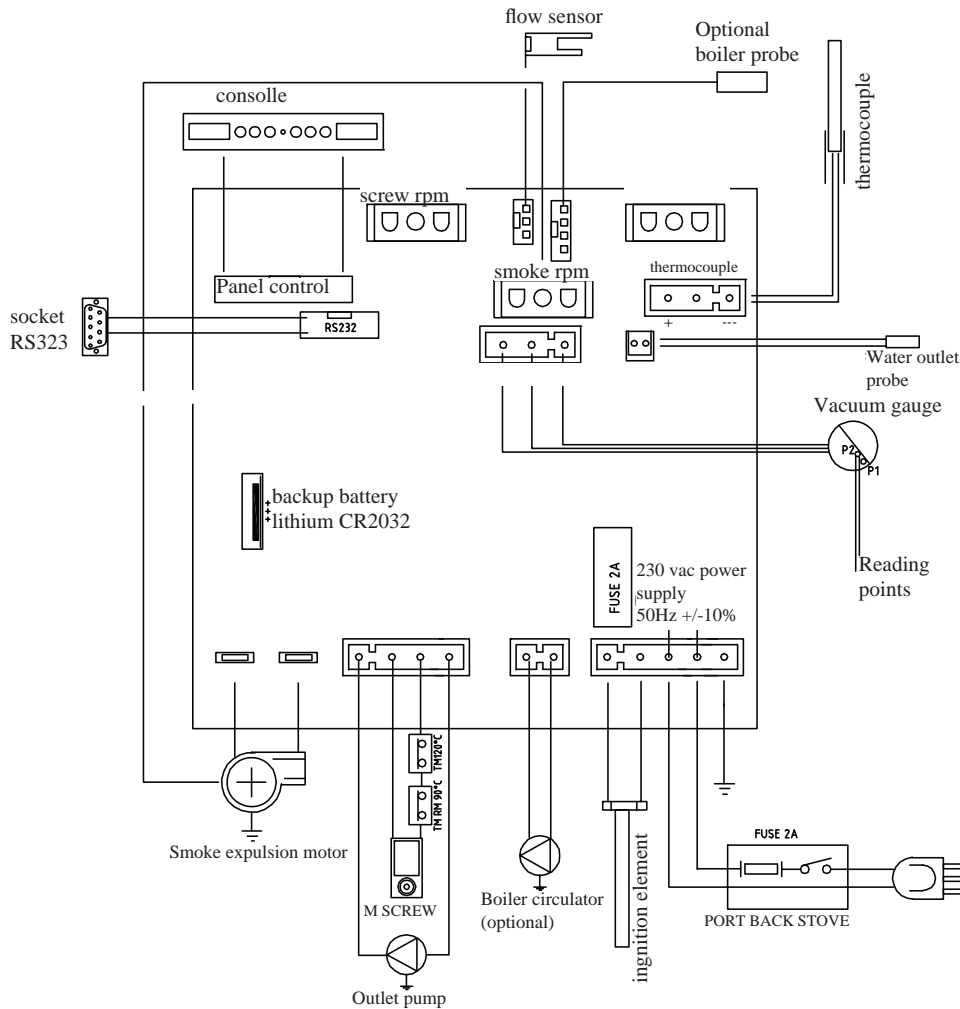 flow sensor
Optional
boiler probe
consolle
thermocouple
screw rpm
smoke rpm
thermocouple
+ ---
Panel control
RS232
socket
RS323
Water outlet
probe
Vacuum gauge
P2
P1
backup battery
lithium CR2032
+
+
+
Reading
points
FUSE 2A
230 vac power
supply
50Hz +/-10%
TM120°C
TM RM 90°C
Smoke expulsion motor
M SCREW
Outlet pump
Boiler circulator
(optional)
ingnition element
FUSE 2A
PORT BACK STOVE